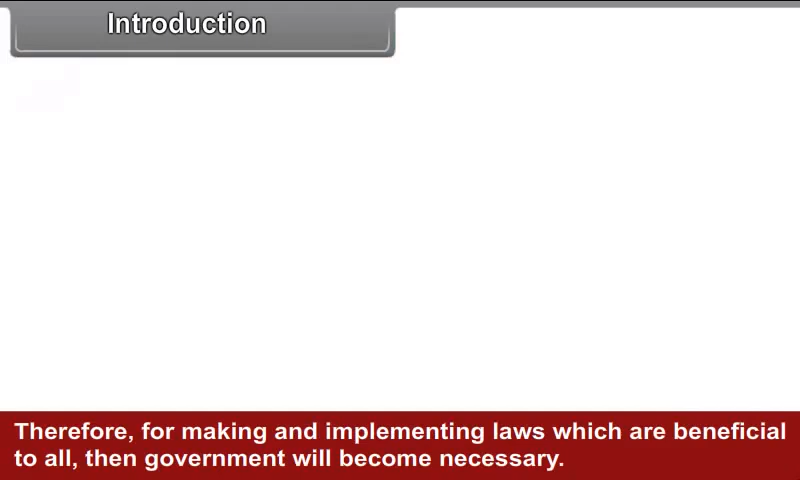 Introduction
Therefore, for making and implementing laws which are beneficial
to all, then government will become necessary.